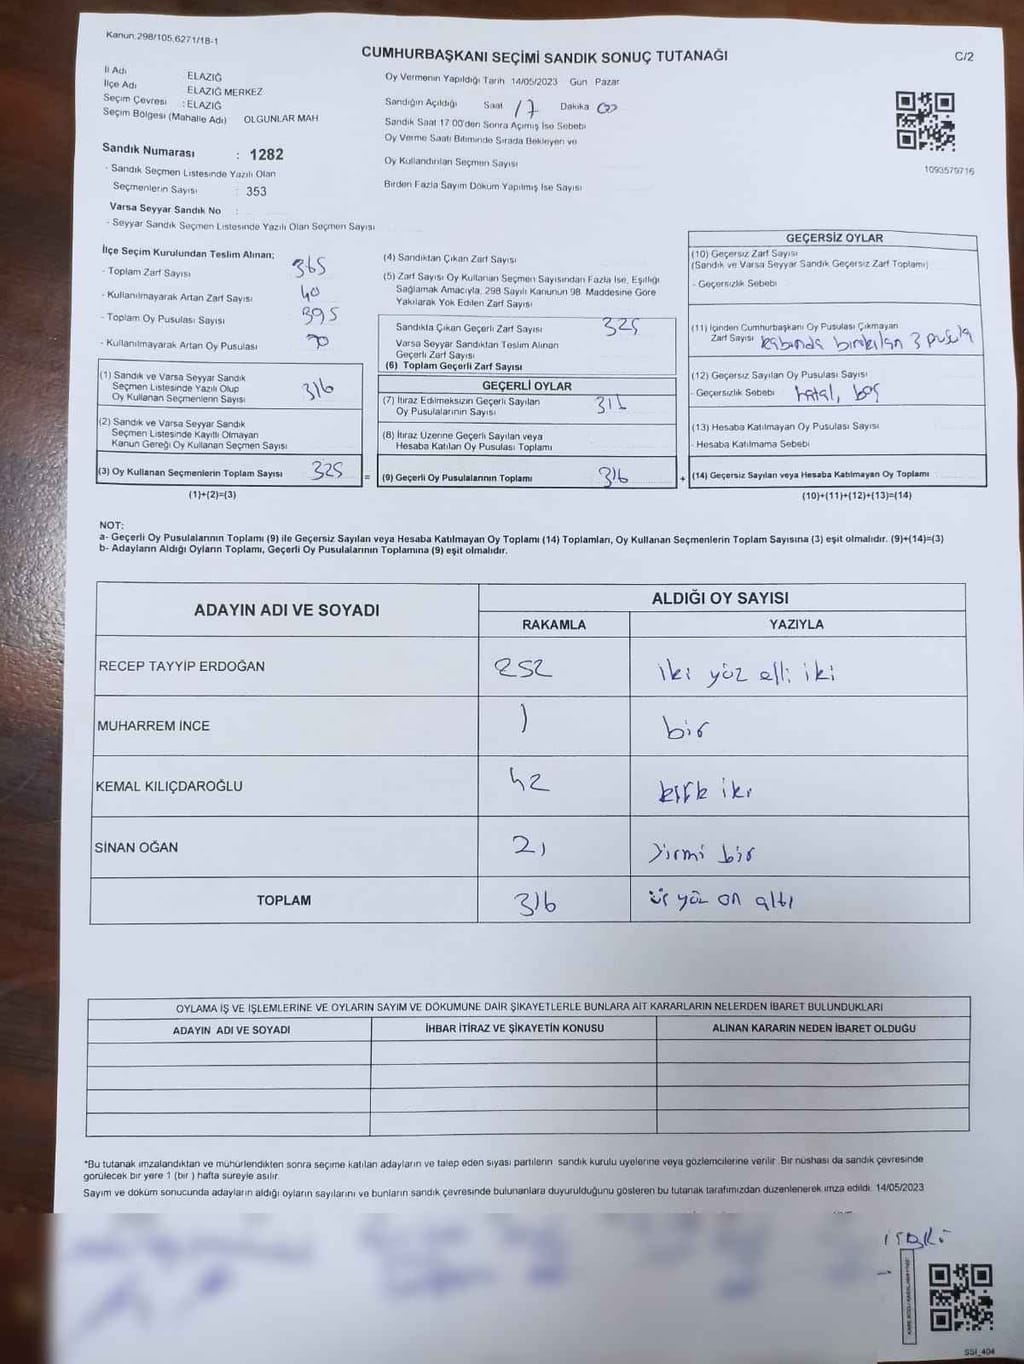 Kanun.298/105,6271/18-1
CUMHURBAŞKANI SEÇİMİ SANDIK SONUÇ TUTANAĞI
C/2
İl Adı ELAZIĞ
İlçe Adı ELAZIĞ MERKEZ
Seçim Çevresi : ELAZIĞ
Seçim Bölgesi (Mahalle Adı) OLGUNLAR MAH
Oy Vermenin Yapıldığı Tarih 14/05/2023 Gün Pazar
Sandığın Açıldığı Saat 17 Dakika 00
Sandık Saat 17.00'den Sonra Açımış İse Sebebi
Oy Verme Saati Bitiminde Sırada Bekleyen ve
Oy Kullandırılan Seçmen Sayısı
Birden Fazla Sayım Döküm Yapılmış İse Sayısı
1093579716
Sandık Numarası : 1282
- Sandık Seçmen Listesinde Yazılı Olan
Seçmenlerin Sayısı : 353
Varsa Seyyar Sandık No :
- Seyyar Sandık Seçmen Listesinde Yazılı Olan Seçmen Sayısı
İlçe Seçim Kurulundan Teslim Alınan;
- Toplam Zarf Sayısı 365
- Kullanılmayarak Artan Zarf Sayısı 40
- Toplam Oy Pusulası Sayısı 395
- Kullanılmayarak Artan Oy Pusulası 70
(1) Sandık ve Varsa Seyyar Sandık
Seçmen Listesinde Yazılı Olup
Oy Kullanan Seçmenlerin Sayısı 316
(2) Sandık ve Varsa Seyyar Sandık
Seçmen Listesinde Kayıtlı Olmayan
Kanun Gereği Oy Kullanan Seçmen Sayısı
(3) Oy Kullanan Seçmenlerin Toplam Sayısı 325 =
(1)+(2)=(3)
(4) Sandıktan Çıkan Zarf Sayısı
(5) Zarf Sayısı Oy Kullanan Seçmen Sayısından Fazla İse, Eşitliği
Sağlamak Amacıyla, 298 Sayılı Kanunun 98. Maddesine Göre
Yakılarak Yok Edilen Zarf Sayısı
Sandıkla Çıkan Geçerli Zarf Sayısı 325
Varsa Seyyar Sandıktan Teslim Alınan
Geçerli Zarf Sayısı
(6) Toplam Geçerli Zarf Sayısı
GEÇERLİ OYLAR
(7) İtiraz Edilmeksizin Geçerli Sayılan
Oy Pusulalarının Sayısı 316
(8) İtiraz Üzerine Geçerli Sayılan veya
Hesaba Katılan Oy Pusulası Toplamı
(9) Geçerli Oy Pusulalarının Toplamı 316 +
GEÇERSİZ OYLAR
(10) Geçersiz Zarf Sayısı
(Sandık ve Varsa Seyyar Sandık Geçersiz Zarf Toplamı)
- Geçersizlik Sebebi
(11) İçinden Cumhurbaşkanı Oy Pusulası Çıkmayan
Zarf Sayısı kabinde bırakılan 3 pusula
(12) Geçersiz Sayılan Oy Pusulası Sayısı
- Geçersizlik Sebebi hatal, boş
(13) Hesaba Katılmayan Oy Pusulası Sayısı
- Hesaba Katılmama Sebebi
(14) Geçersiz Sayılan veya Hesaba Katılmayan Oy Toplamı
(10)+(11)+(12)+(13)=(14)
NOT:
a- Geçerli Oy Pusulalarının Toplamı (9) ile Geçersiz Sayılan veya Hesaba Katılmayan Oy Toplamı (14) Toplamları, Oy Kullanan Seçmenlerin Toplam Sayısına (3) eşit olmalıdır. (9)+(14)=(3)
b- Adayların Aldığı Oyların Toplamı, Geçerli Oy Pusulalarının Toplamına (9) eşit olmalıdır.
ADAYIN ADI VE SOYADI
ALDIĞI OY SAYISI
RAKAMLA YAZIYLA
RECEP TAYYİP ERDOĞAN 252 iki yüz elli iki
MUHARREM İNCE 1 bir
KEMAL KILIÇDAROĞLU 42 kırk iki
SİNAN OĞAN 21 yirmi bir
TOPLAM 316 üç yüz on altı
OYLAMA İŞ VE İŞLEMLERİNE VE OYLARIN SAYIM VE DÖKÜMÜNE DAİR ŞİKAYETLERLE BUNLARA AİT KARARLARIN NELERDEN İBARET BULUNDUKLARI
ADAYIN ADI VE SOYADI İHBAR İTİRAZ VE ŞİKAYETİN KONUSU ALINAN KARARIN NEDEN İBARET OLDUĞU
*Bu tutanak imzalandıktan ve mühürlendikten sonra seçime katılan adayların ve talep eden siyasi partilerin sandık kurulu üyelerine veya gözlemcilerine verilir. Bir nüshası da sandık çevresinde
görülecek bir yere 1 (bir ) hafta süreyle asılır.
Sayım ve döküm sonucunda adayların aldığı oyların sayılarını ve bunların sandık çevresinde bulunanlara duyurulduğunu gösteren bu tutanak tarafımızdan düzenlenerek imza edildi. 14/05/2023
SSI_404